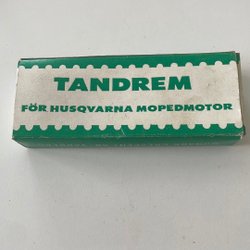 TANDREM
FÖR HUSQVARNA MOPEDMOTOR